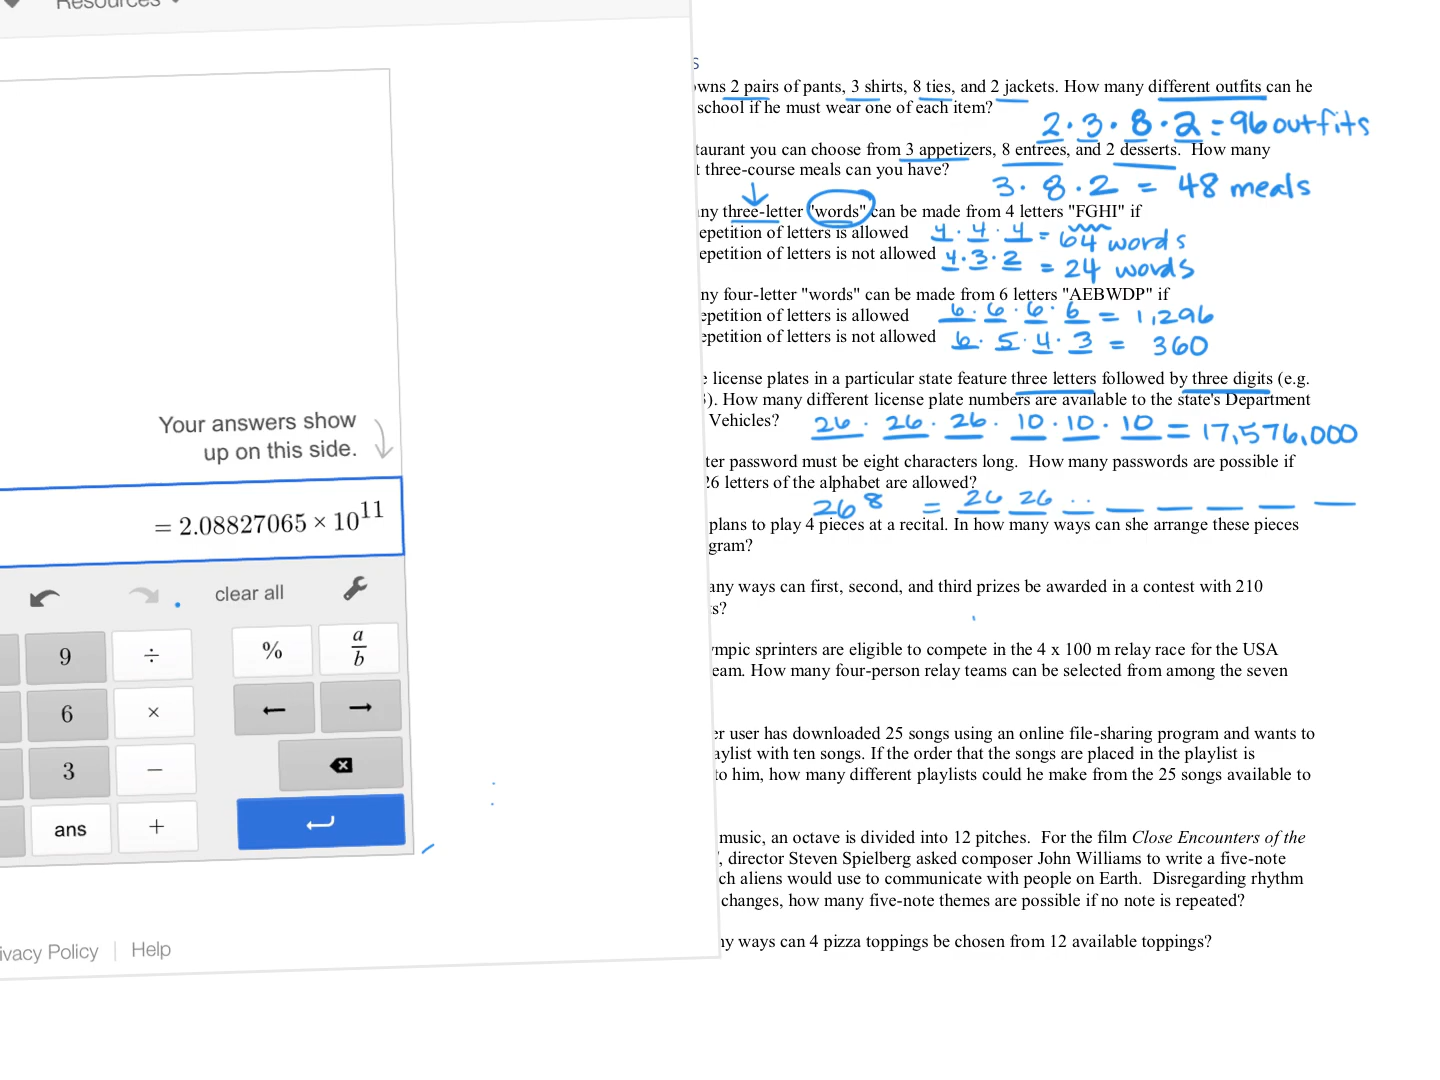 Resources
Your answers show
up on this side.
= 2.08827065 × 10^11
clear all
9 ÷ % a/b
6 × ← →
3 −
ans +
Privacy Policy | Help
s
wns 2 pairs of pants, 3 shirts, 8 ties, and 2 jackets. How many different outfits can he
school if he must wear one of each item?
2 · 3 · 8 · 2 = 96 outfits
taurant you can choose from 3 appetizers, 8 entrees, and 2 desserts. How many
t three-course meals can you have?
3 · 8 · 2 = 48 meals
ny three-letter "words" can be made from 4 letters "FGHI" if
epetition of letters is allowed 4 · 4 · 4 = 64 words
epetition of letters is not allowed 4 · 3 · 2 = 24 words
ny four-letter "words" can be made from 6 letters "AEBWDP" if
epetition of letters is allowed 6 · 6 · 6 · 6 = 1,296
epetition of letters is not allowed 6 · 5 · 4 · 3 = 360
e license plates in a particular state feature three letters followed by three digits (e.g.
). How many different license plate numbers are available to the state's Department
Vehicles? 26 · 26 · 26 · 10 · 10 · 10 = 17,576,000
ter password must be eight characters long. How many passwords are possible if
26 letters of the alphabet are allowed?
26^8 = 26 26 ..
plans to play 4 pieces at a recital. In how many ways can she arrange these pieces
gram?
any ways can first, second, and third prizes be awarded in a contest with 210
s?
mpic sprinters are eligible to compete in the 4 x 100 m relay race for the USA
eam. How many four-person relay teams can be selected from among the seven
er user has downloaded 25 songs using an online file-sharing program and wants to
aylist with ten songs. If the order that the songs are placed in the playlist is
to him, how many different playlists could he make from the 25 songs available to
music, an octave is divided into 12 pitches. For the film Close Encounters of the
, director Steven Spielberg asked composer John Williams to write a five-note
ch aliens would use to communicate with people on Earth. Disregarding rhythm
changes, how many five-note themes are possible if no note is repeated?
ny ways can 4 pizza toppings be chosen from 12 available toppings?